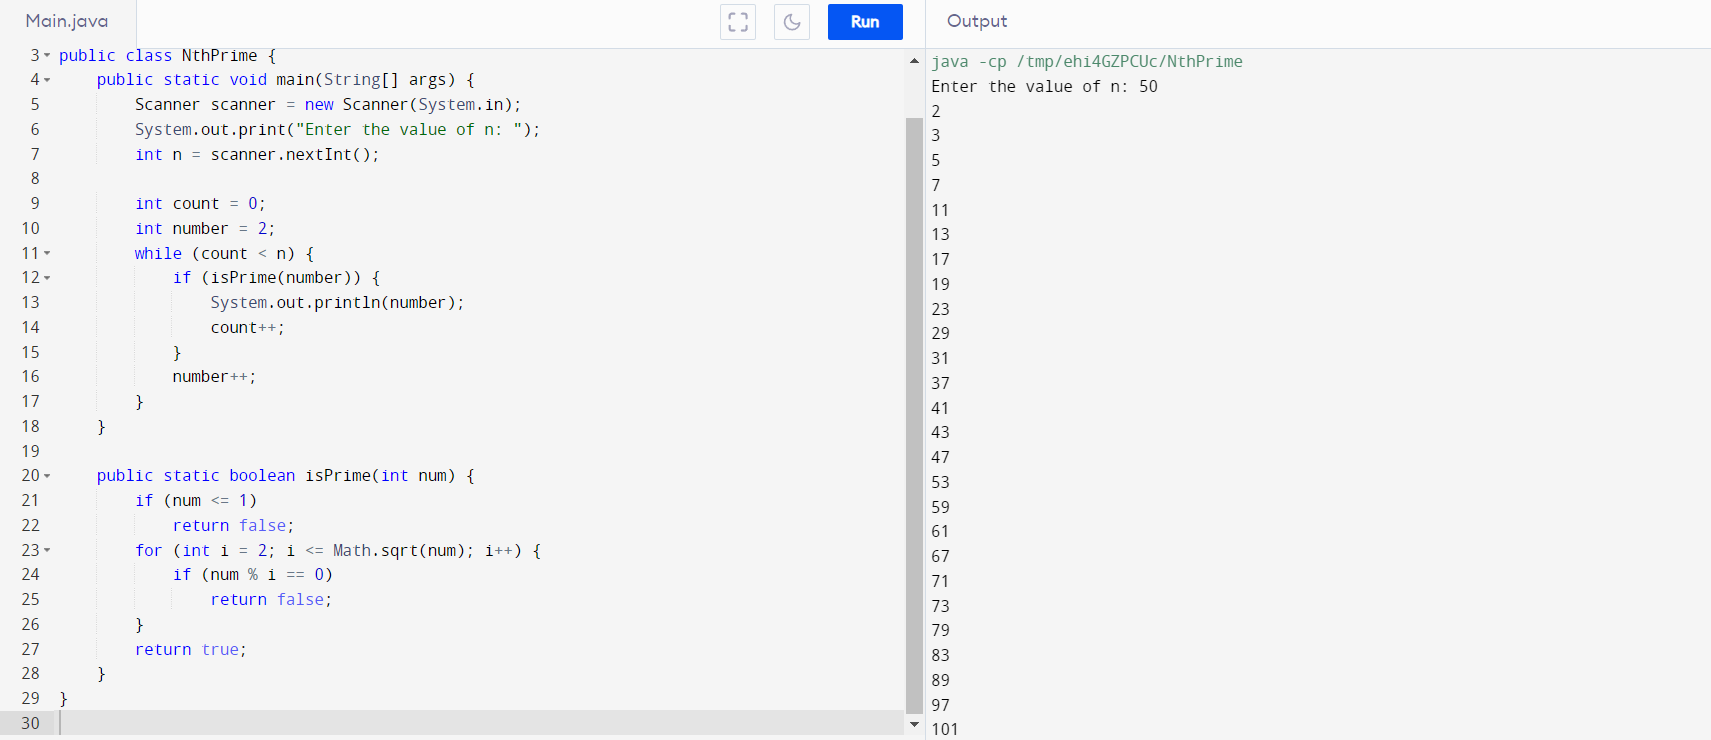 Main.java
Run
Output
3 public class NthPrime {
4     public static void main(String[] args) {
5         Scanner scanner = new Scanner(System.in);
6         System.out.print("Enter the value of n: ");
7         int n = scanner.nextInt();
8
9         int count = 0;
10         int number = 2;
11         while (count < n) {
12             if (isPrime(number)) {
13                 System.out.println(number);
14                 count++;
15             }
16             number++;
17         }
18     }
19
20     public static boolean isPrime(int num) {
21         if (num <= 1)
22             return false;
23         for (int i = 2; i <= Math.sqrt(num); i++) {
24             if (num % i == 0)
25                 return false;
26         }
27         return true;
28     }
29 }
30
java -cp /tmp/ehi4GZPCUc/NthPrime
Enter the value of n: 50
2
3
5
7
11
13
17
19
23
29
31
37
41
43
47
53
59
61
67
71
73
79
83
89
97
101